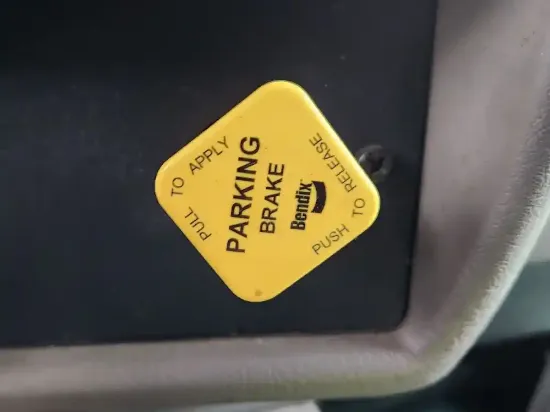 PULL TO APPLY
PARKING
BRAKE
Bendix
PUSH TO RELEASE